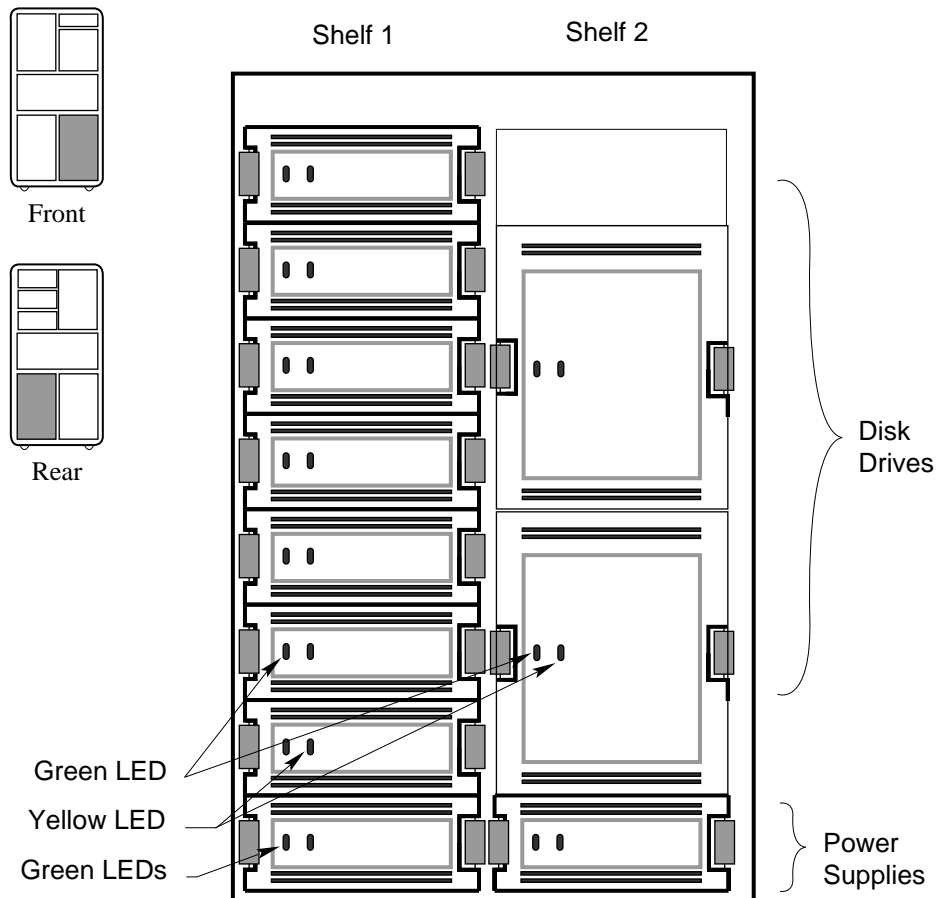 Shelf 1
Shelf 2
Front
Rear
Disk
Drives
Green LED
Yellow LED
Green LEDs
Power
Supplies